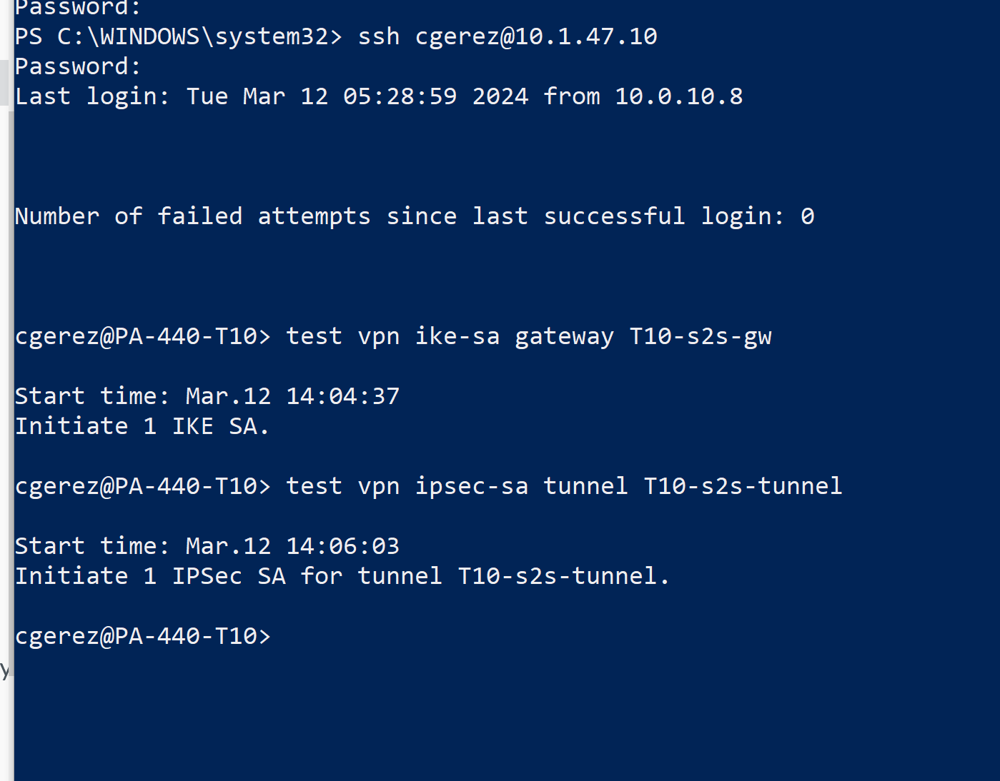 Password:
PS C:\WINDOWS\system32> ssh cgerez@10.1.47.10
Password:
Last login: Tue Mar 12 05:28:59 2024 from 10.0.10.8
Number of failed attempts since last successful login: 0
cgerez@PA-440-T10> test vpn ike-sa gateway T10-s2s-gw
Start time: Mar.12 14:04:37
Initiate 1 IKE SA.
cgerez@PA-440-T10> test vpn ipsec-sa tunnel T10-s2s-tunnel
Start time: Mar.12 14:06:03
Initiate 1 IPSec SA for tunnel T10-s2s-tunnel.
cgerez@PA-440-T10>
y